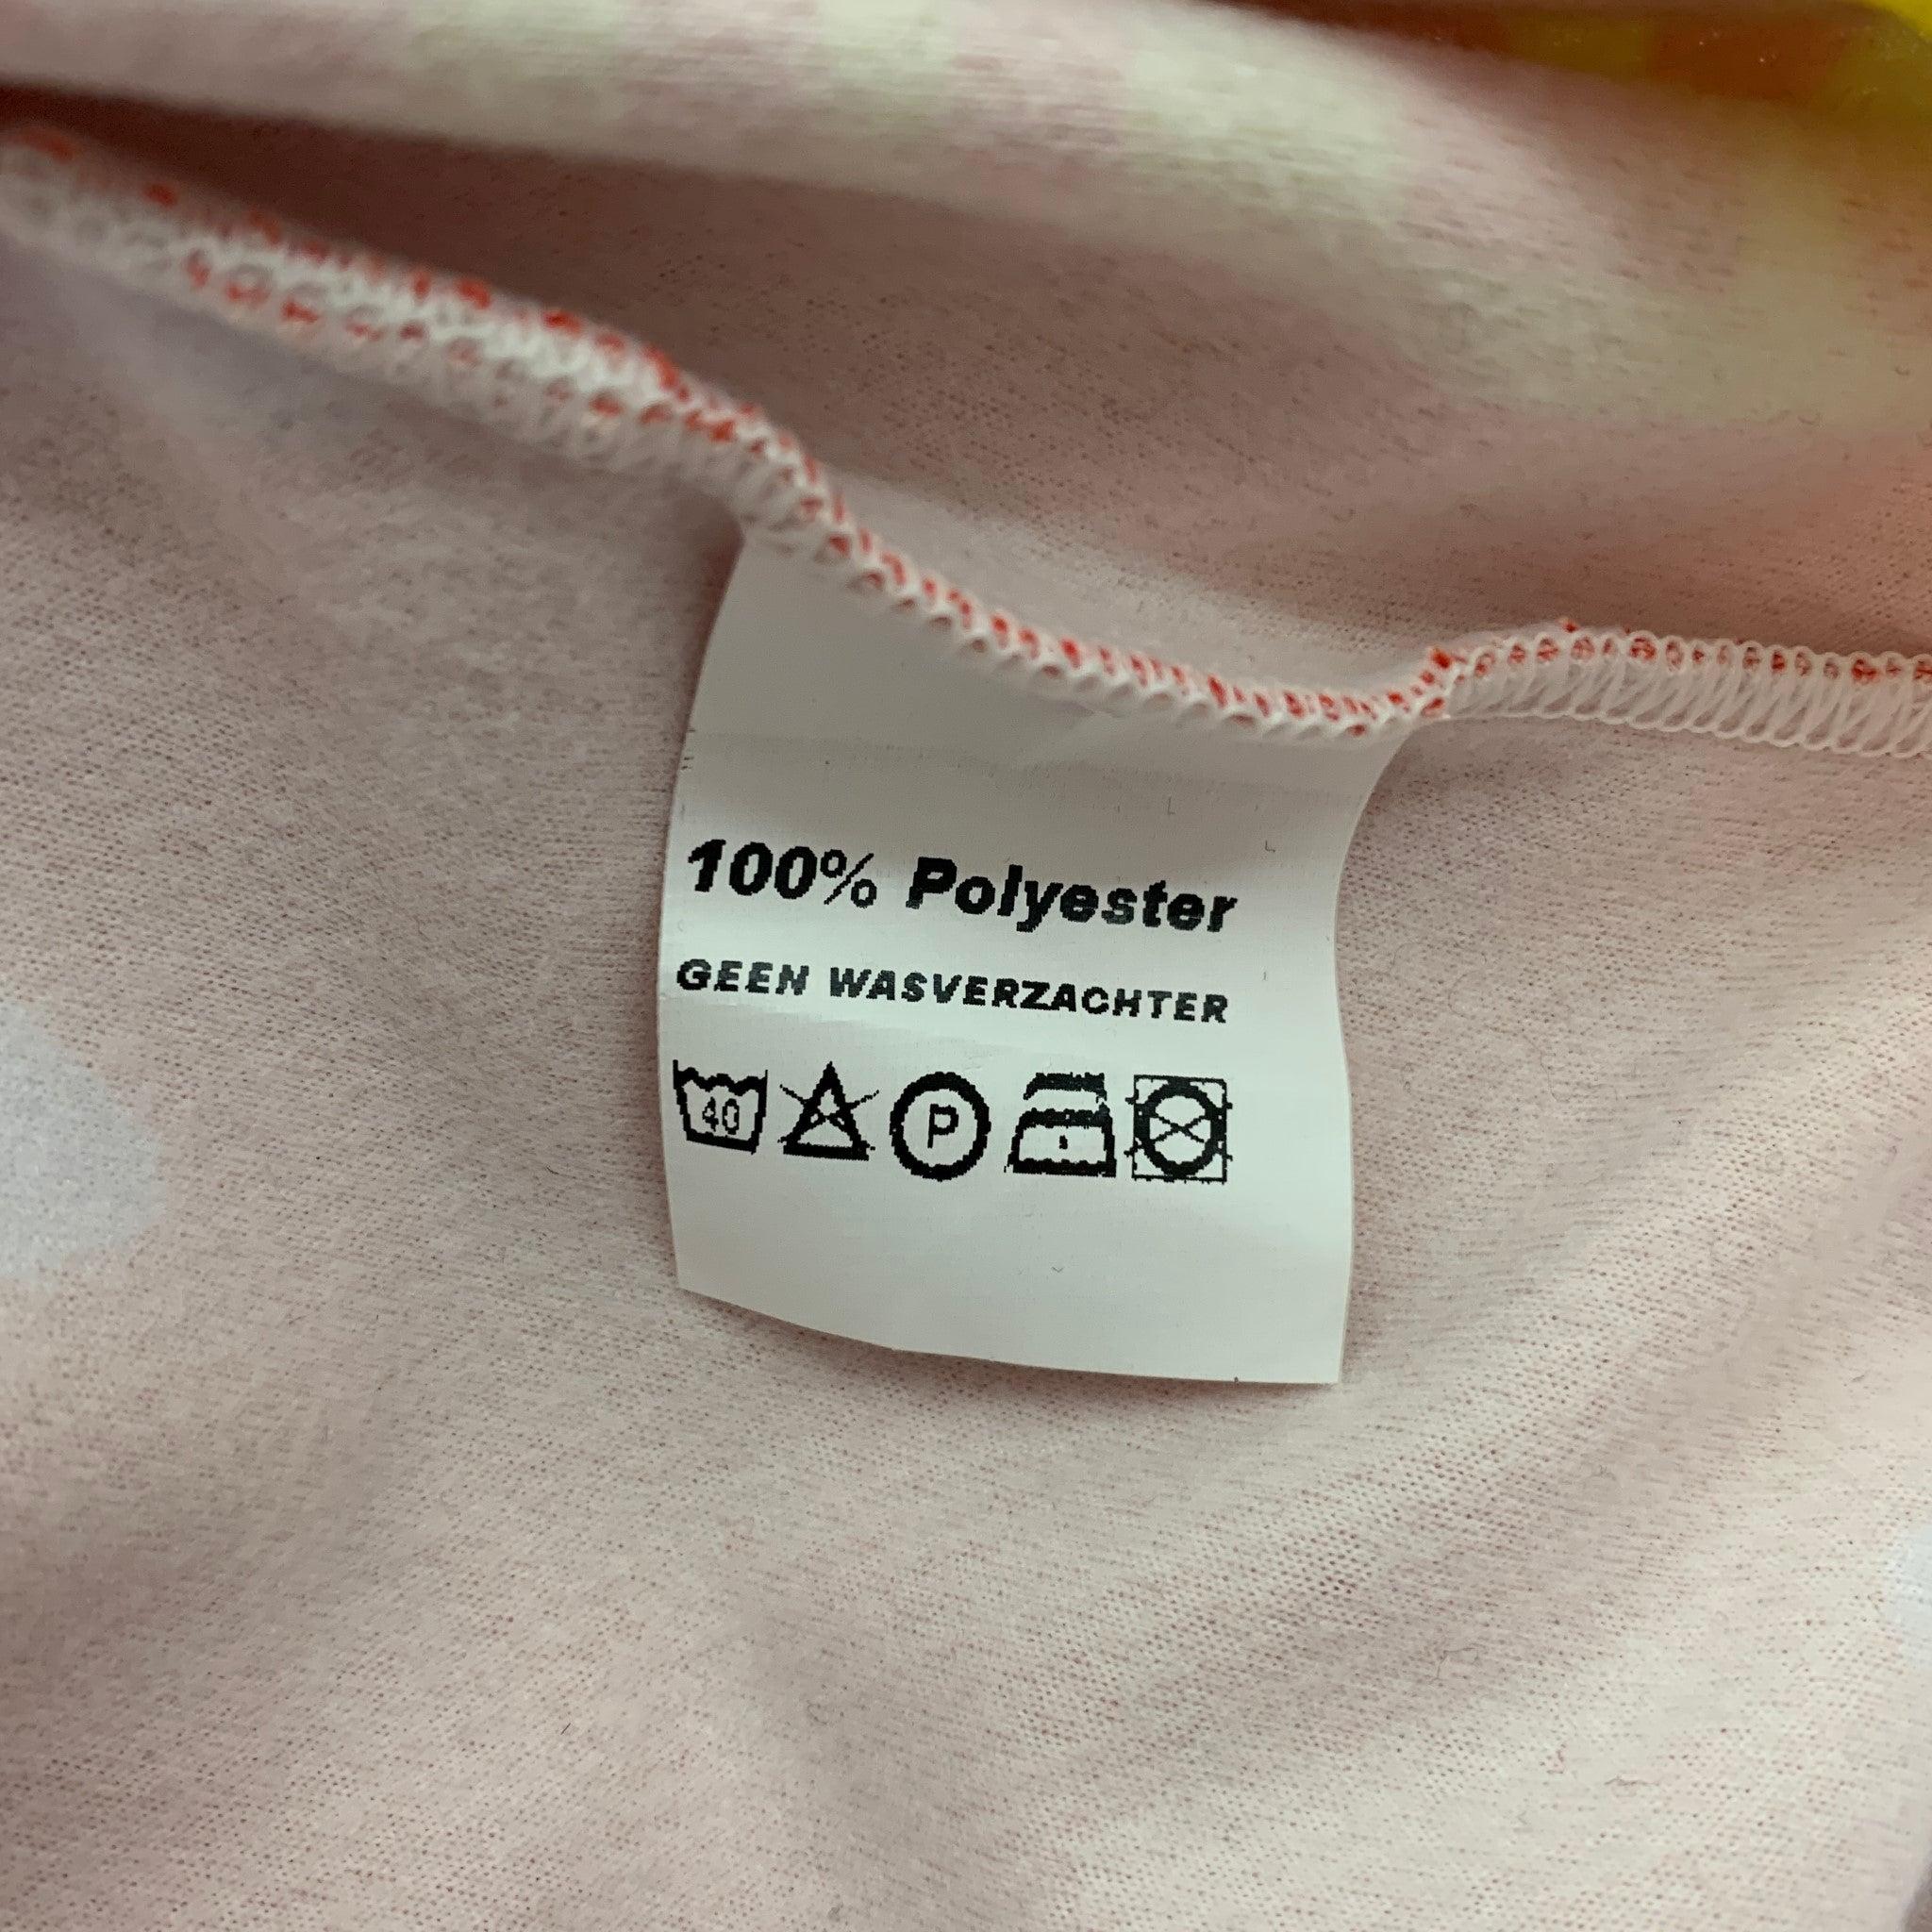 100% Polyester
GEEN WASVERZACHTER
40 P